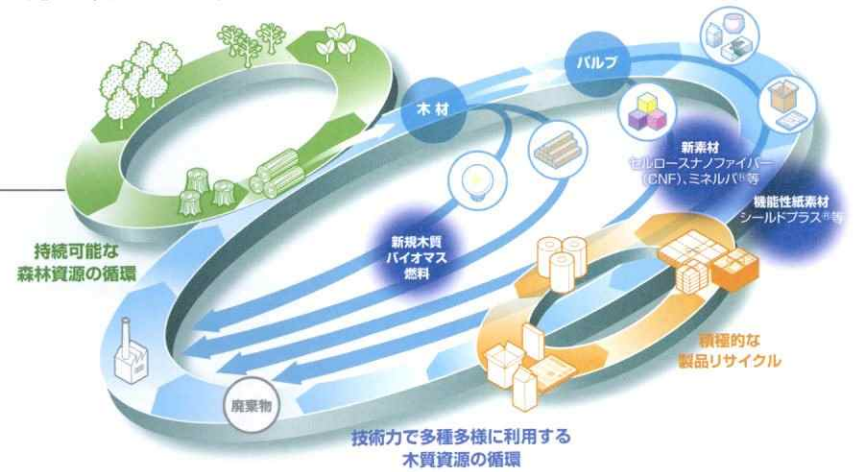 パルプ
木材
新素材
セルロースナノファイバー
(CNF)、ミネルパ®等
機能性紙素材
シールドプラス®等
新規木質
バイオマス
燃料
持続可能な
森林資源の循環
積極的な
製品リサイクル
廃棄物
技術力で多種多様に利用する
木質資源の循環